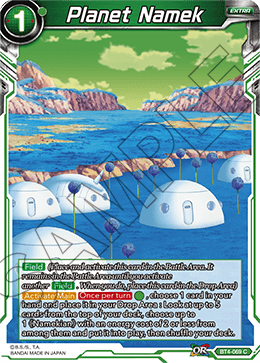 1
Planet Namek
EXTRA
SAMPLE
Field (Place and activate this card in the Battle Area. It
remains in the Battle Area until you activate
another Field. When you do, place this card in the Drop Area.)
Activate Main Once per turn , choose 1 card in your
hand and place it in your Drop Area : Look at up to 5
cards from the top of your deck, choose up to
1 《Namekian》 with an energy cost of 2 or less from
among them and put it into play, then shuffle your deck.
©B.S./S., T.A.
BANDAI MADE IN JAPAN
BT4-069 C